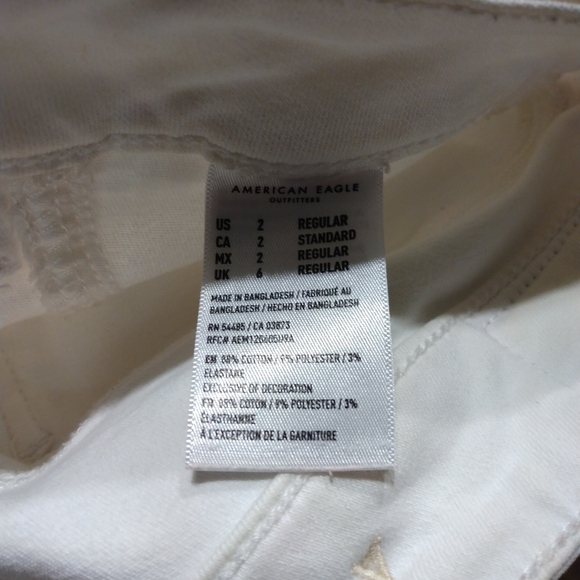 AMERICAN EAGLE
OUTFITTERS
US 2 REGULAR
CA 2 STANDARD
MX 2 REGULAR
UK 6 REGULAR
MADE IN BANGLADESH / FABRIQUÉ AU
BANGLADESH / HECHO EN BANGLADESH
RN 54485 / CA 03873
RFC# AEM1206605U9A
EN 88% COTTON / 9% POLYESTER / 3%
ELASTANE
EXCLUSIVE OF DECORATION
FR 88% COTON / 9% POLYESTER / 3%
ÉLASTHANNE
À L'EXCEPTION DE LA GARNITURE